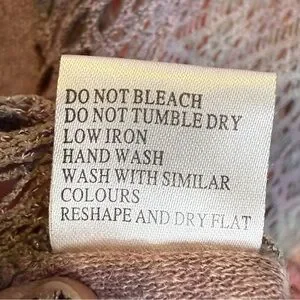 DO NOT BLEACH
DO NOT TUMBLE DRY
LOW IRON
HAND WASH
WASH WITH SIMILAR
COLOURS
RESHAPE AND DRY FLAT